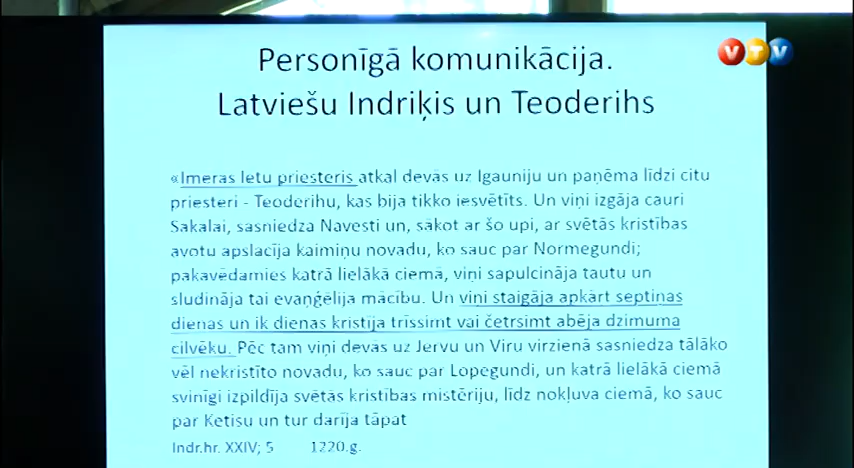 VTV
Personīgā komunikācija.
Latviešu Indriķis un Teoderihs
«Imeras letu priesteris atkal devās uz Igauniju un paņēma līdzi citu
priesteri - Teoderihu, kas bija tikko iesvētīts. Un viņi izgāja cauri
Sakalai, sasniedza Navesti un, sākot ar šo upi, ar svētās kristības
avotu apslacīja kaimiņu novadu, ko sauc par Normegundi;
pakavēdamies katrā lielākā ciemā, viņi sapulcināja tautu un
sludināja tai evaņģēlija mācību. Un viņi staigāja apkārt septiņas
dienas un ik dienas kristīja trīssimt vai četrsimt abēja dzimuma
cilvēku. Pēc tam viņi devās uz Jervu un Viru virzienā sasniedza tālāko
vēl nekristīto novadu, ko sauc par Lopegundi, un katrā lielākā ciemā
svinīgi izpildīja svētās kristības mistēriju, līdz nokļuva ciemā, ko sauc
par Ketisu un tur darīja tāpat
Indr.hr. XXIV; 5 1220.g.